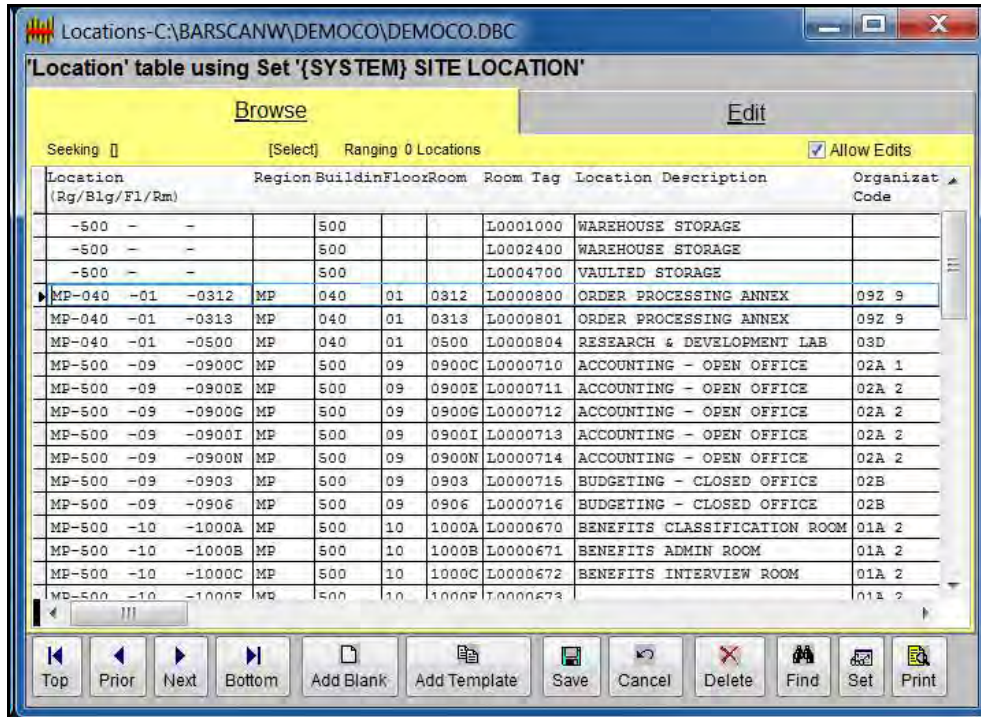 Locations-C:\BARSCANW\DEMOCO\DEMOCO.DBC
'Location' table using Set '{SYSTEM} SITE LOCATION'
Browse Edit
Seeking [] [Select] Ranging 0 Locations Allow Edits
Location Region Buildin Floor Room Room Tag Location Description Organizat
(Rg/Blg/Fl/Rm) Code
-500 - - 500 L0001000 WAREHOUSE STORAGE
-500 - - 500 L0002400 WAREHOUSE STORAGE
-500 - - 500 L0004700 VAULTED STORAGE
MP-040 -01 -0312 MP 040 01 0312 L0000800 ORDER PROCESSING ANNEX 09Z 9
MP-040 -01 -0313 MP 040 01 0313 L0000801 ORDER PROCESSING ANNEX 09Z 9
MP-040 -01 -0500 MP 040 01 0500 L0000804 RESEARCH & DEVELOPMENT LAB 03D
MP-500 -09 -0900C MP 500 09 0900C L0000710 ACCOUNTING - OPEN OFFICE 02A 1
MP-500 -09 -0900E MP 500 09 0900E L0000711 ACCOUNTING - OPEN OFFICE 02A 2
MP-500 -09 -0900G MP 500 09 0900G L0000712 ACCOUNTING - OPEN OFFICE 02A 2
MP-500 -09 -0900I MP 500 09 0900I L0000713 ACCOUNTING - OPEN OFFICE 02A 2
MP-500 -09 -0900N MP 500 09 0900N L0000714 ACCOUNTING - OPEN OFFICE 02A 2
MP-500 -09 -0903 MP 500 09 0903 L0000715 BUDGETING - CLOSED OFFICE 02B
MP-500 -09 -0906 MP 500 09 0906 L0000716 BUDGETING - CLOSED OFFICE 02B
MP-500 -10 -1000A MP 500 10 1000A L0000670 BENEFITS CLASSIFICATION ROOM 01A 2
MP-500 -10 -1000B MP 500 10 1000B L0000671 BENEFITS ADMIN ROOM 01A 2
MP-500 -10 -1000C MP 500 10 1000C L0000672 BENEFITS INTERVIEW ROOM 01A 2
MP-500 -10 MP 500 10 L0000673 01A 2
Top Prior Next Bottom Add Blank Add Template Save Cancel Delete Find Set Print